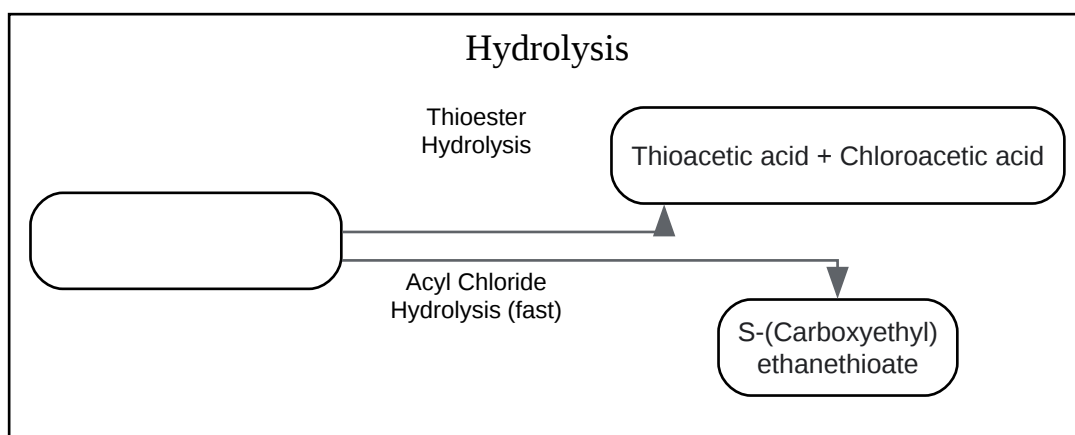 Hydrolysis
Thioester
Hydrolysis
Thioacetic acid + Chloroacetic acid
Acyl Chloride
Hydrolysis (fast)
S-(Carboxyethyl)
ethanethioate